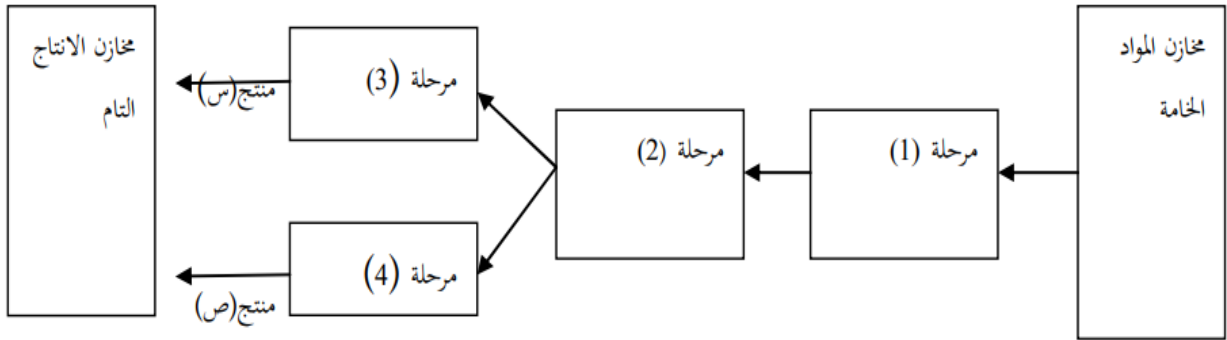 مخازن المواد
الخامة
مرحلة (1)
مرحلة (2)
مرحلة (3)
منتج(س)
مرحلة (4)
منتج(ص)
مخازن الانتاج
التام